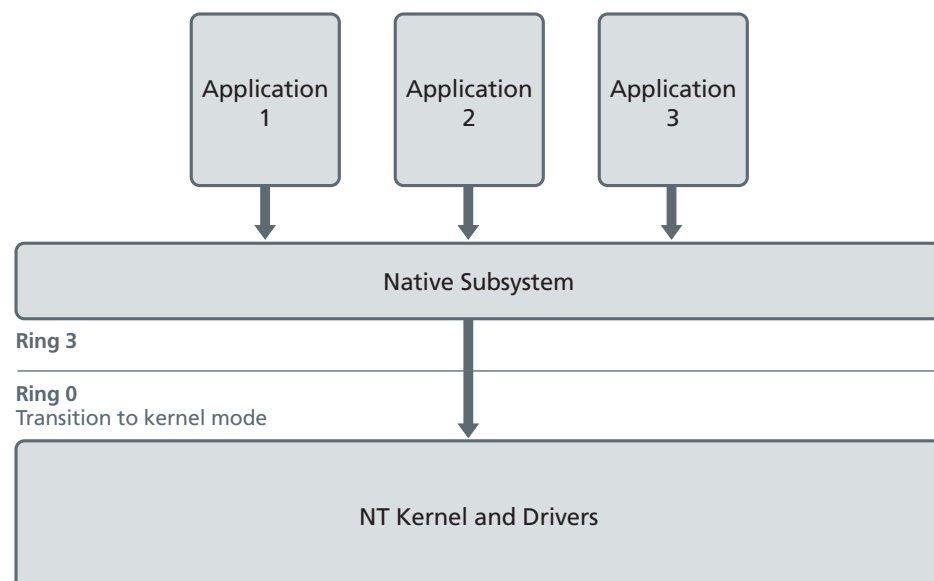 Application
1
Application
2
Application
3
Native Subsystem
Ring 3
Ring 0
Transition to kernel mode
NT Kernel and Drivers